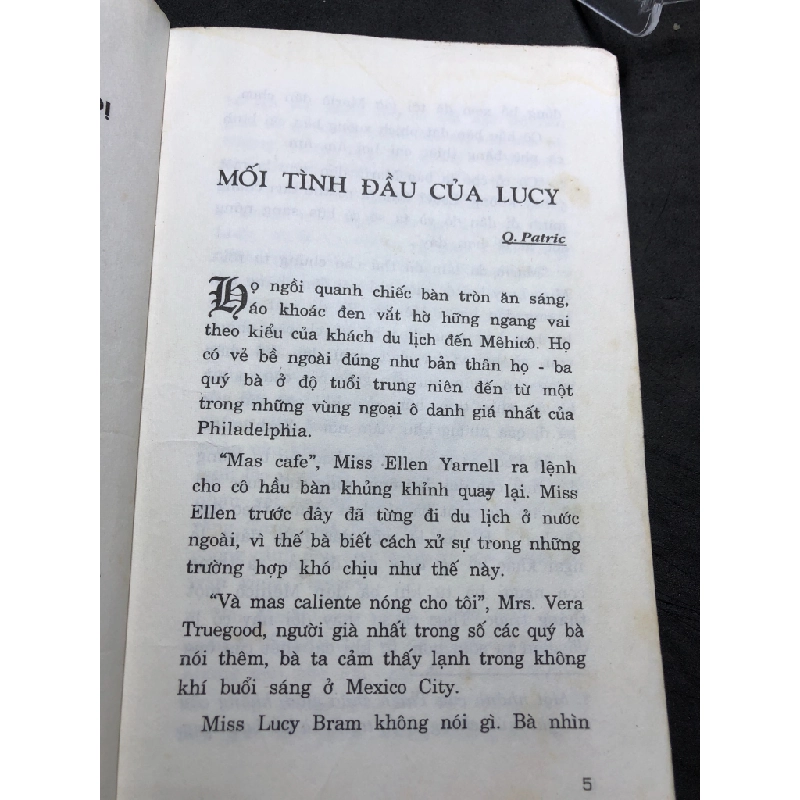 MỐI TÌNH ĐẦU CỦA LUCY
Q. Patric
Họ ngồi quanh chiếc bàn tròn ăn sáng,
áo khoác đen vắt hờ hững ngang vai
theo kiểu của khách du lịch đến Mêhicô. Họ
có vẻ bề ngoài đúng như bản thân họ - ba
quý bà ở độ tuổi trung niên đến từ một
trong những vùng ngoại ô danh giá nhất của
Philadelphia.
"Mas cafe", Miss Ellen Yarnell ra lệnh
cho cô hầu bàn khủng khỉnh quay lại. Miss
Ellen trước đây đã từng đi du lịch ở nước
ngoài, vì thế bà biết cách xử sự trong những
trường hợp khó chịu như thế này.
"Và mas caliente nóng cho tôi", Mrs. Vera
Truegood, người già nhất trong số các quý bà
nói thêm, bà ta cảm thấy lạnh trong không
khí buổi sáng ở Mexico City.
Miss Lucy Bram không nói gì. Bà nhìn
5